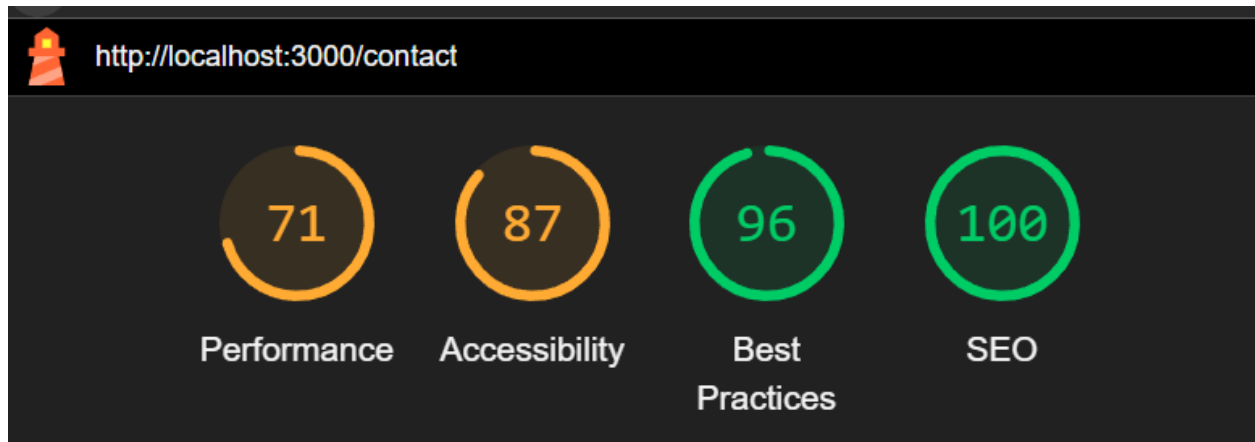 http://localhost:3000/contact
71
87
96
100
Performance
Accessibility
Best
Practices
SEO